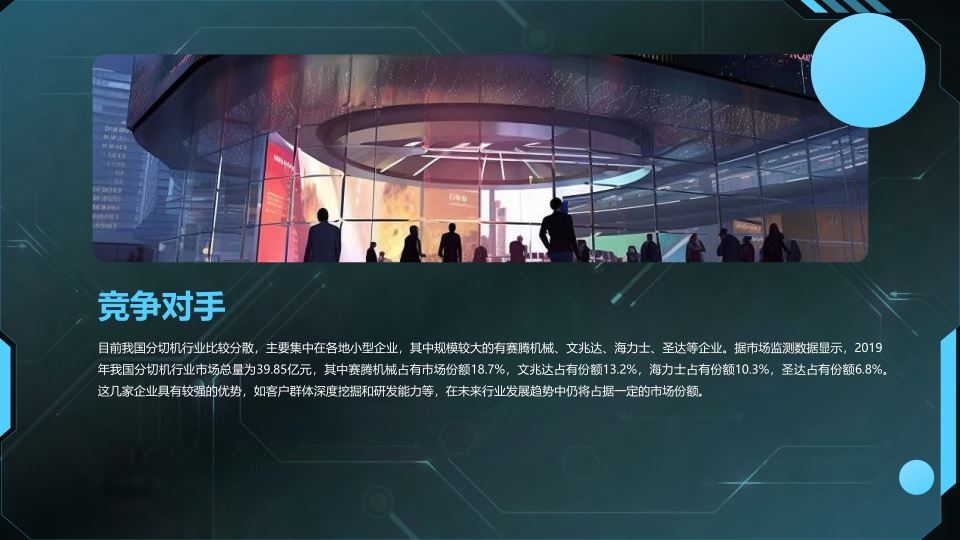 竞争对手
目前我国分切机行业比较分散，主要集中在各地小型企业，其中规模较大的有赛腾机械、文兆达、海力士、圣达等企业。据市场监测数据显示，2019
年我国分切机行业市场总量为39.85亿元，其中赛腾机械占有市场份额18.7%，文兆达占有份额13.2%，海力士占有份额10.3%，圣达占有份额6.8%。
这几家企业具有较强的优势，如客户群体深度挖掘和研发能力等，在未来行业发展趋势中仍将占据一定的市场份额。